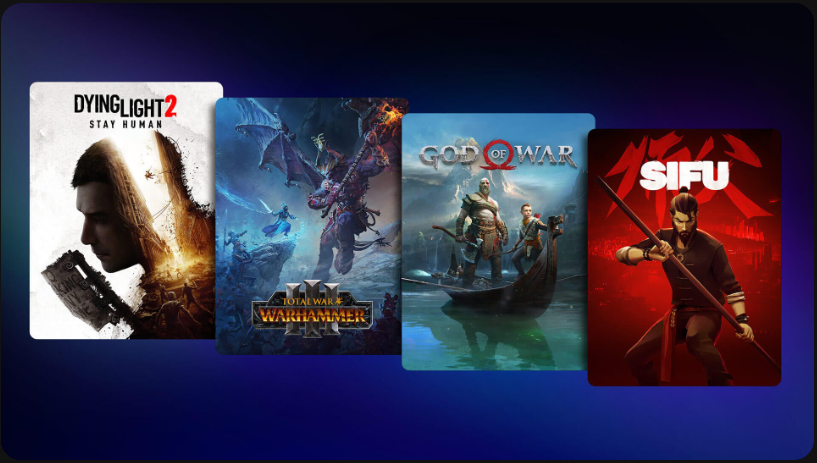 DYING LIGHT 2
STAY HUMAN
TOTAL WAR
WARHAMMER
III
GOD OF WAR
SIFU